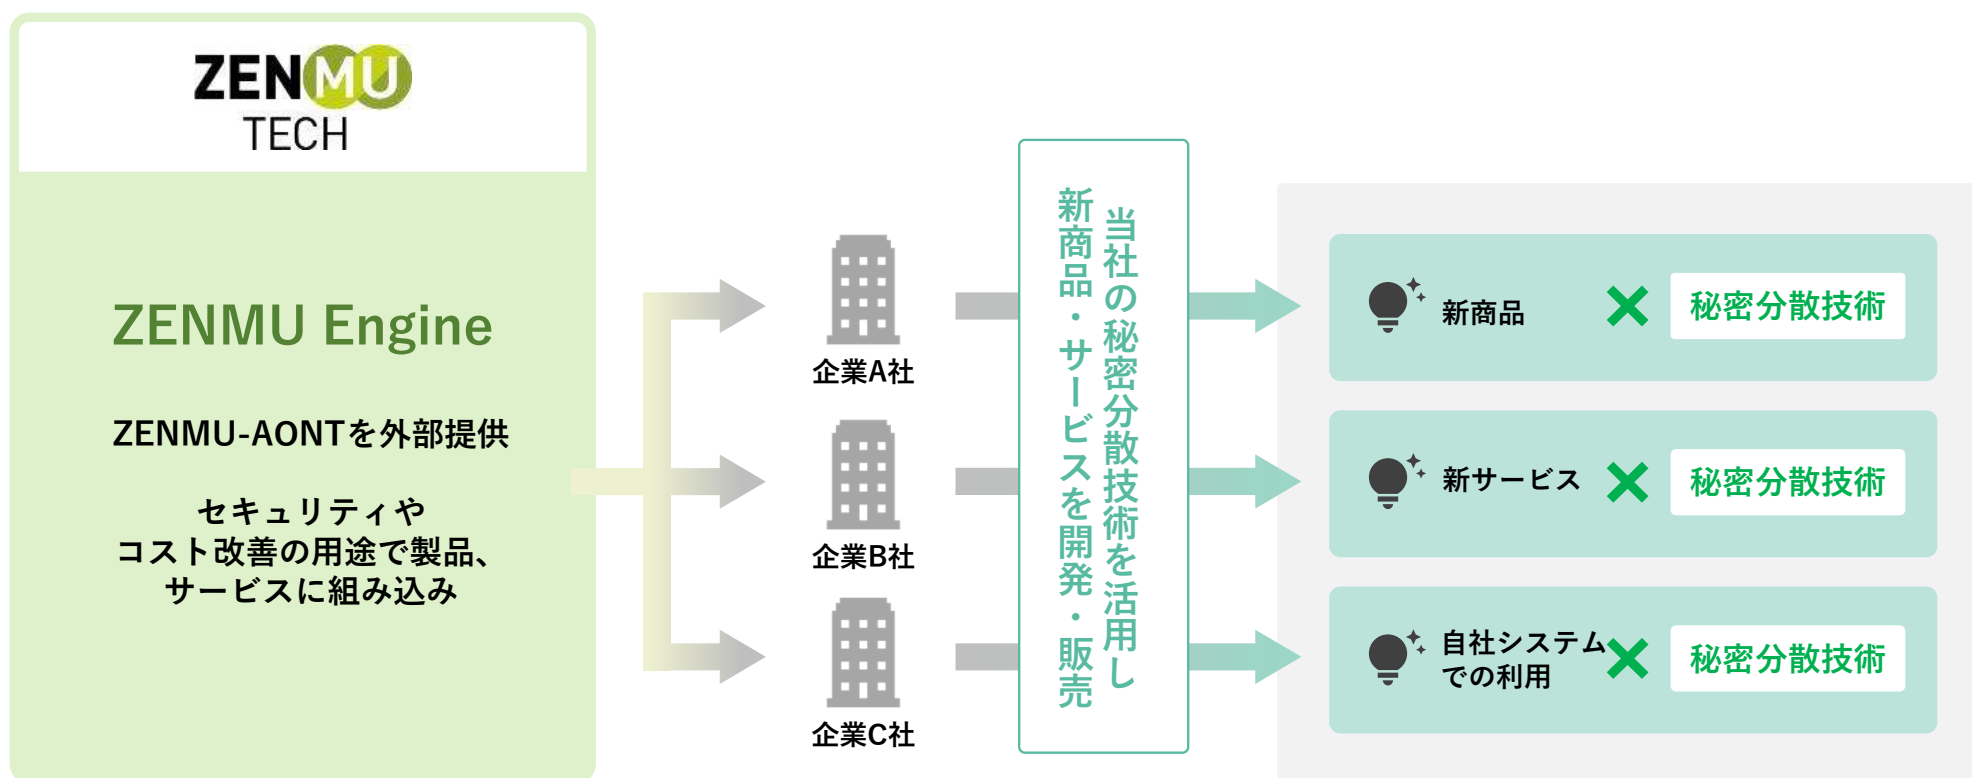 ZENMU
TECH
ZENMU Engine
ZENMU-AONTを外部提供
セキュリティや
コスト改善の用途で製品、
サービスに組み込み
企業A社
企業B社
企業C社
当社の秘密分散技術を活用し
新商品・サービスを開発・販売
新商品
秘密分散技術
新サービス
秘密分散技術
自社システム
での利用
秘密分散技術